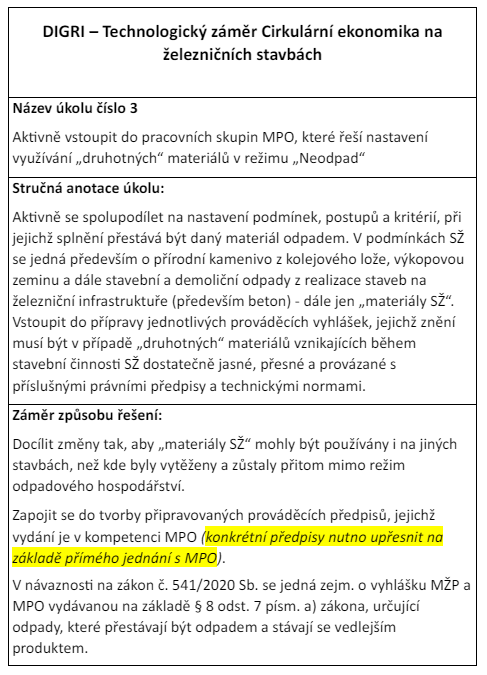 DIGRI – Technologický záměr Cirkulární ekonomika na
železničních stavbách
Název úkolu číslo 3
Aktivně vstoupit do pracovních skupin MPO, které řeší nastavení
využívání „druhotných“ materiálů v režimu „Neodpad“
Stručná anotace úkolu:
Aktivně se spolupodílet na nastavení podmínek, postupů a kritérií, při
jejichž splnění přestává být daný materiál odpadem. V podmínkách SŽ
se jedná především o přírodní kamenivo z kolejového lože, výkopovou
zeminu a dále stavební a demoliční odpady z realizace staveb na
železniční infrastruktuře (především beton) - dále jen „materiály SŽ“.
Vstoupit do přípravy jednotlivých prováděcích vyhlášek, jejichž znění
musí být v případě „druhotných“ materiálů vznikajících během
stavební činnosti SŽ dostatečně jasné, přesné a provázané s
příslušnými právními předpisy a technickými normami.
Záměr způsobu řešení:
Docílit změny tak, aby „materiály SŽ“ mohly být používány i na jiných
stavbách, než kde byly vytěženy a zůstaly přitom mimo režim
odpadového hospodářství.
Zapojit se do tvorby připravovaných prováděcích předpisů, jejichž
vydání je v kompetenci MPO (konkrétní předpisy nutno upřesnit na
základě přímého jednání s MPO).
V návaznosti na zákon č. 541/2020 Sb. se jedná zejm. o vyhlášku MŽP a
MPO vydávanou na základě § 8 odst. 7 písm. a) zákona, určující
odpady, které přestávají být odpadem a stávají se vedlejším
produktem.